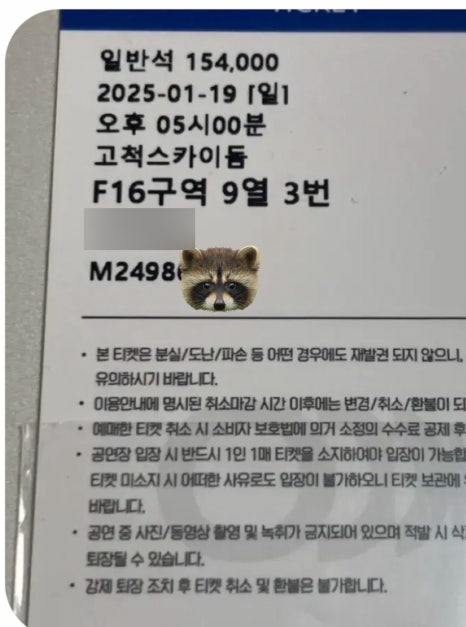 TICKET
일반석 154,000
2025-01-19 [일]
오후 05시00분
고척스카이돔
F16구역 9열 3번
M2498
• 본 티켓은 분실/도난/파손 등 어떤 경우에도 재발권 되지 않으니,
유의하시기 바랍니다.
• 이용안내에 명시된 취소마감 시간 이후에는 변경/취소/환불이 되
• 예매한 티켓 취소 시 소비자 보호법에 의거 소정의 수수료 공제 후
• 공연장 입장 시 반드시 1인 1매 티켓을 소지하여야 입장이 가능합
티켓 미소지 시 어떠한 사유로도 입장이 불가하오니 티켓 보관에
바랍니다.
• 공연 중 사진/동영상 촬영 및 녹취가 금지되어 있으며 적발 시
퇴장될 수 있습니다.
• 강제 퇴장 조치 후 티켓 취소 및 환불은 불가합니다.